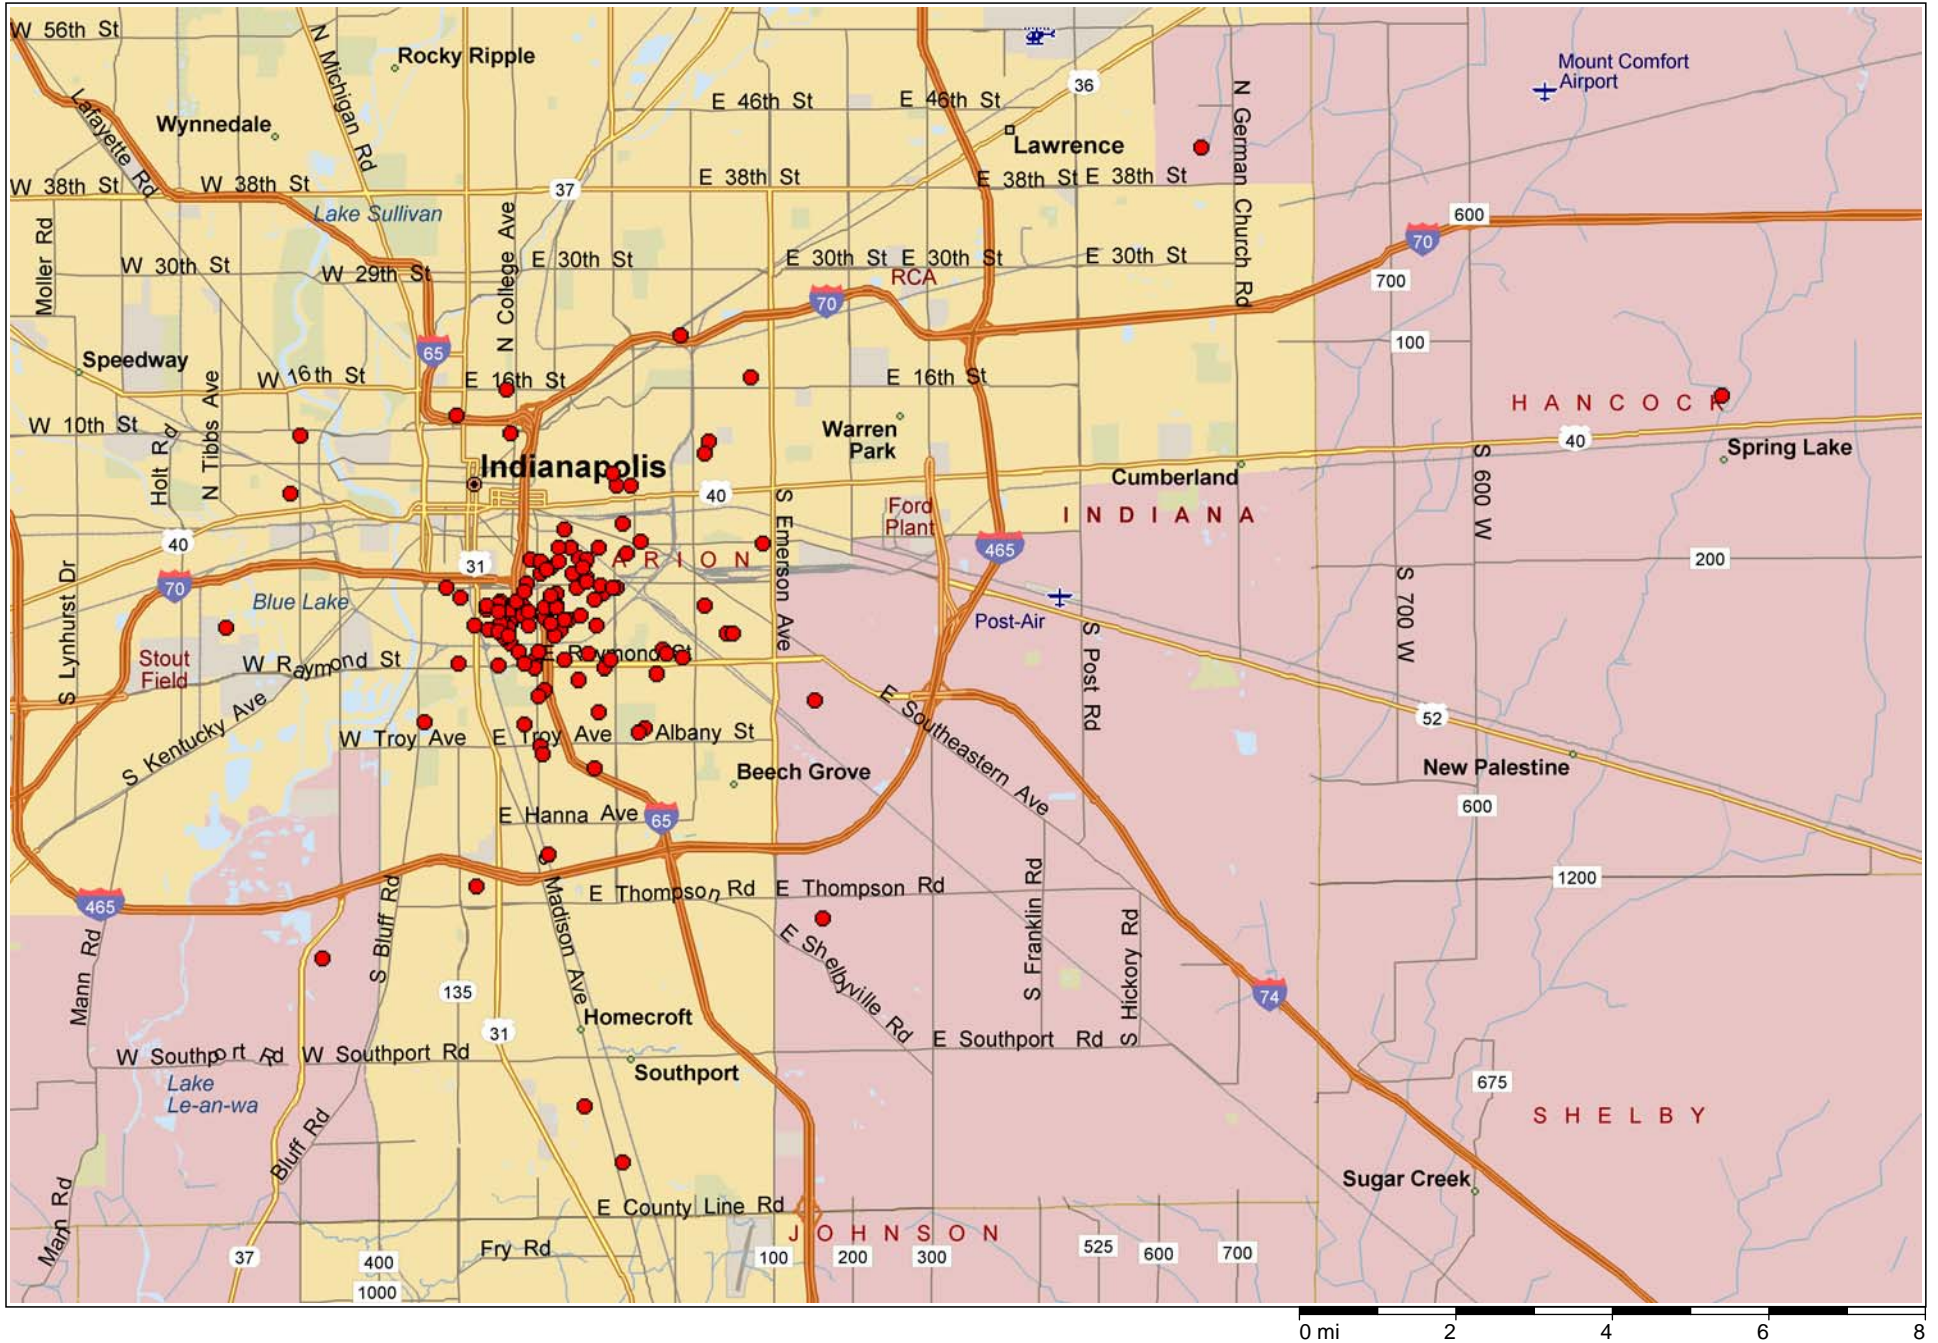 W 56th St
N Michigan Rd
Rocky Ripple
Mount Comfort
Airport
36
E 46th St
E 46th St
Lafayette Rd
Wynnedale
N German Church Rd
Lawrence
W 38th St
W 38th St
37
E 38th St
E 38th St
E 38th St
Lake Sullivan
600
Moller Rd
N College Ave
70
W 30th St
W 29th St
E 30th St
E 30th St
E 30th St
E 30th St
RCA
700
70
65
100
Speedway
W 16th St
E 16th St
E 16th St
N Tibbs Ave
HANCOCK
W 10th St
Holt Rd
Warren
Park
40
Spring Lake
Indianapolis
Cumberland
S 600 W
40
S Emerson Ave
Ford
Plant
INDIANA
40
465
31
ARION
200
S Lynhurst Dr
70
Blue Lake
S 700 W
Post-Air
S Post Rd
Stout
Field
W Raymond St
E Raymond St
S Kentucky Ave
E Southeastern Ave
52
W Troy Ave
E Troy Ave
Albany St
Beech Grove
New Palestine
600
E Hanna Ave
65
1200
E Thompson Rd
E Thompson Rd
465
S Bluff Rd
Madison Ave
S Franklin Rd
S Hickory Rd
Mann Rd
E Shelbyville Rd
135
74
Homecroft
31
W Southport Rd
W Southport Rd
E Southport Rd
Southport
675
Lake
Le-an-wa
SHELBY
Bluff Rd
Sugar Creek
Mann Rd
E County Line Rd
JOHNSON
37
400
Fry Rd
100
200
300
525
600
700
1000
0 mi
2
4
6
8